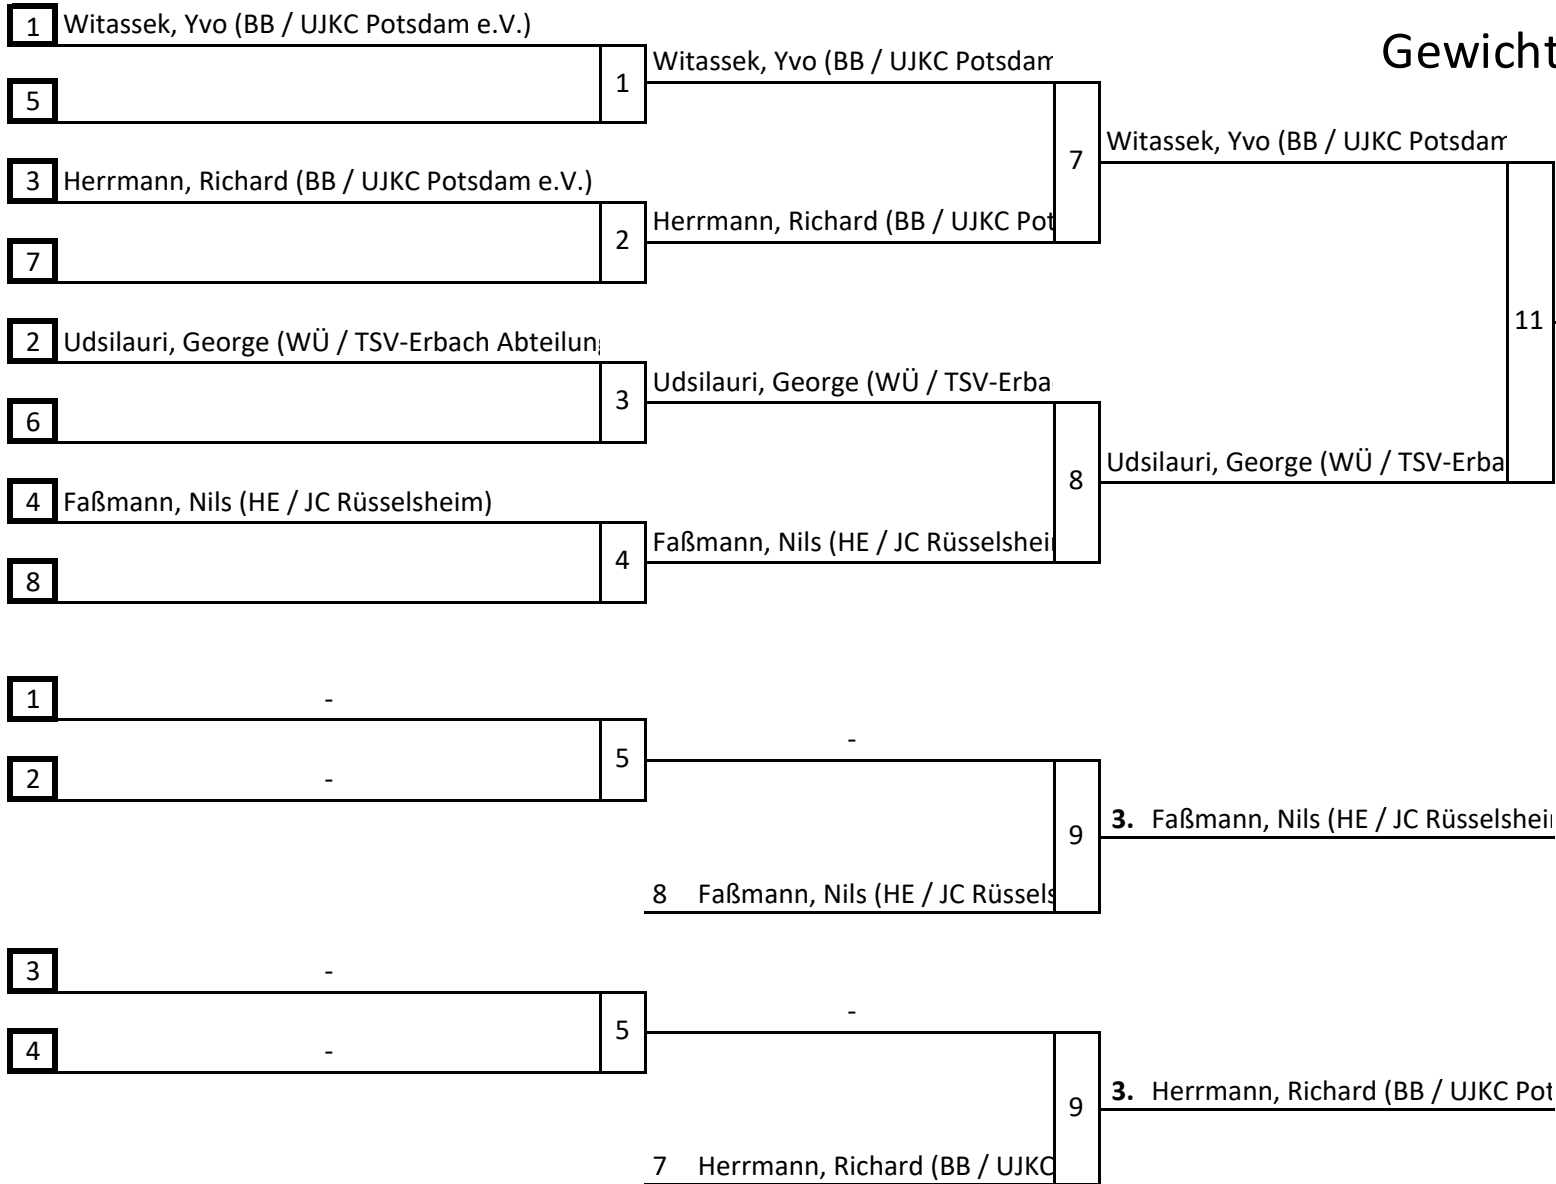 1 Witassek, Yvo (BB / UJKC Potsdam e.V.)
Gewicht
1 Witassek, Yvo (BB / UJKC Potsdam
5
7 Witassek, Yvo (BB / UJKC Potsdam
3 Herrmann, Richard (BB / UJKC Potsdam e.V.)
2 Herrmann, Richard (BB / UJKC Pot
7
11
2 Udsilauri, George (WÜ / TSV-Erbach Abteilun
3 Udsilauri, George (WÜ / TSV-Erba
6
8 Udsilauri, George (WÜ / TSV-Erba
4 Faßmann, Nils (HE / JC Rüsselsheim)
4 Faßmann, Nils (HE / JC Rüsselshei
8
1 -
5 -
2 -
9 3. Faßmann, Nils (HE / JC Rüsselshei
8 Faßmann, Nils (HE / JC Rüssels
3 -
5 -
4 -
9 3. Herrmann, Richard (BB / UJKC Pot
7 Herrmann, Richard (BB / UJKC